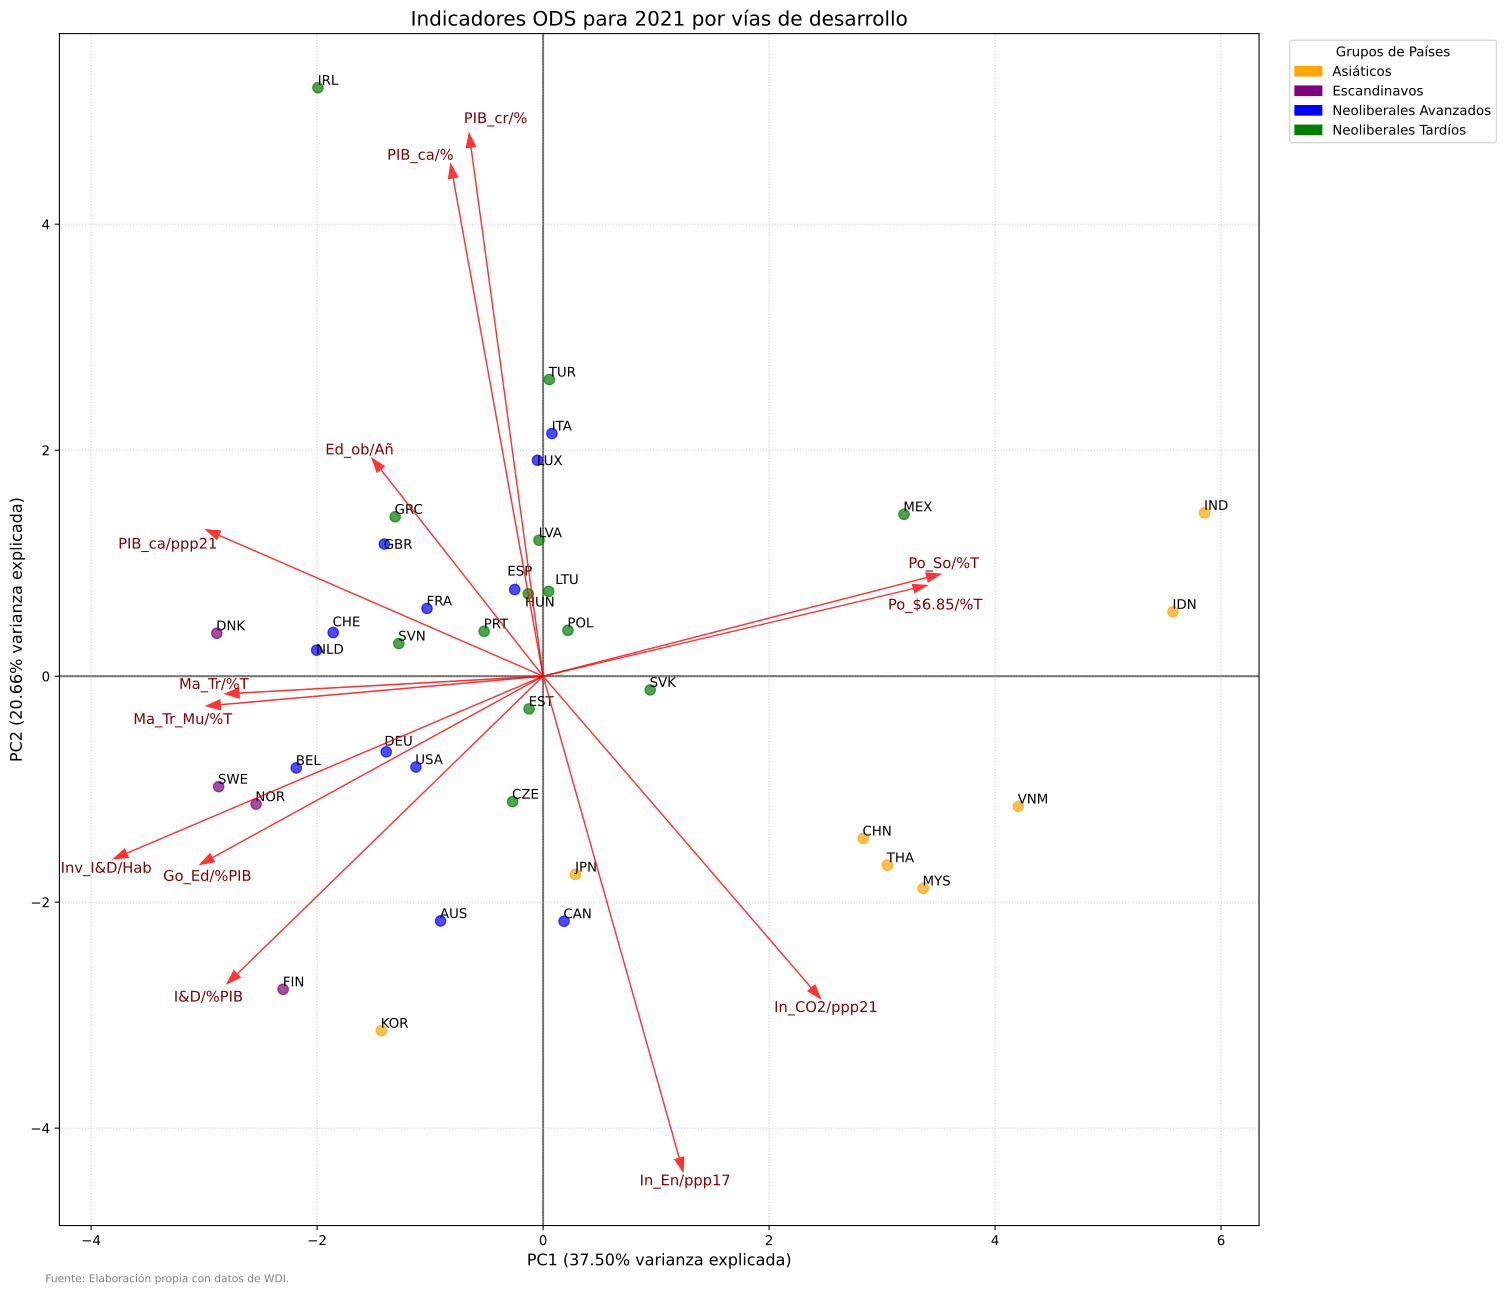 Indicadores ODS para 2021 por vías de desarrollo
Grupos de Países
Asiáticos
Escandinavos
Neoliberales Avanzados
Neoliberales Tardíos
IRL
PIB_cr/%
PIB_ca/%
4
TUR
ITA
LUX
2
Ed_ob/Añ
GRC
MEX
IND
LVA
PIB_ca/ppp21
GBR
Po_So/%T
ESP
LTU
HUN
Po_$6.85/%T
IDN
FRA
DNK
CHE
PRT
POL
SVN
NLD
0
Ma_Tr/%T
SVK
EST
Ma_Tr_Mu/%T
DEU
BEL
USA
SWE
NOR
CZE
VNM
CHN
Inv_I&D/Hab
Go_Ed/%PIB
JPN
THA
MYS
−2
AUS
CAN
FIN
I&D/%PIB
In_CO2/ppp21
KOR
−4
In_En/ppp17
−4
−2
0
2
4
6
PC1 (37.50% varianza explicada)
PC2 (20.66% varianza explicada)
Fuente: Elaboración propia con datos de WDI.